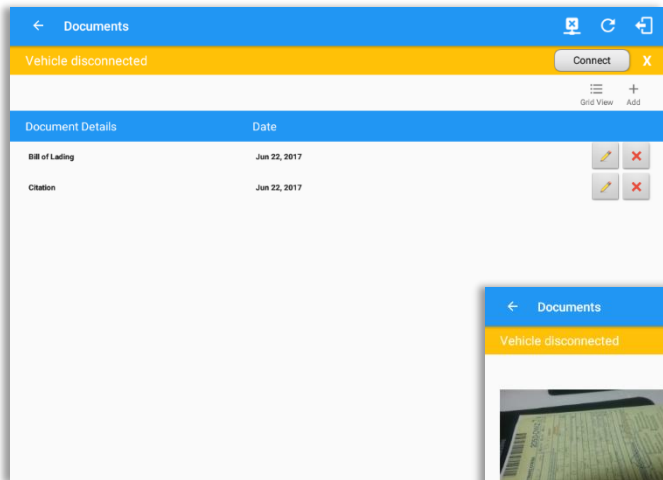 Documents
Vehicle disconnected
Connect X
Grid View Add
Document Details Date
Bill of Lading Jun 22, 2017
Citation Jun 22, 2017
Documents
Vehicle disconnected